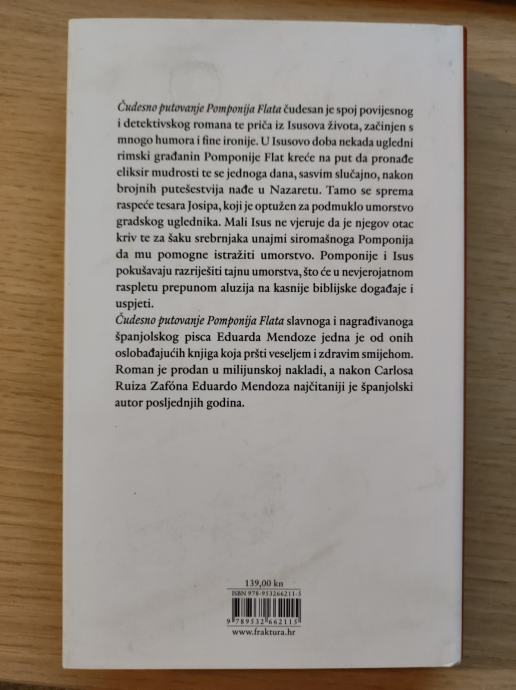 Čudesno putovanje Pomponija Flata čudesan je spoj povijesnog
i detektivskog romana te priča iz Isusova života, začinjen s
mnogo humora i fine ironije. U Isusovo doba nekada ugledni
rimski građanin Pomponije Flat kreće na put da pronađe
eliksir mudrosti te se jednoga dana, sasvim slučajno, nakon
brojnih putešestvija nađe u Nazaretu. Tamo se sprema
raspeće tesara Josipa, koji je optužen za podmuklo umorstvo
gradskog uglednika. Mali Isus ne vjeruje da je njegov otac
kriv te za šaku srebrnjaka unajmi siromašnoga Pomponija
da mu pomogne istražiti umorstvo. Pomponije i Isus
pokušavaju razriješiti tajnu umorstva, što će u nevjerojatnom
raspletu prepunom aluzija na kasnije biblijske događaje i
uspjeti.
Čudesno putovanje Pomponija Flata slavnoga i nagrađivanoga
španjolskog pisca Eduarda Mendoze jedna je od onih
oslobađajućih knjiga koja pršti veseljem i zdravim smijehom.
Roman je prodan u milijunskoj nakladi, a nakon Carlosa
Ruiza Zafóna Eduardo Mendoza najčitaniji je španjolski
autor posljednjih godina.
139,00 kn
ISBN 978-953266211-5
9 789532 662115
www.fraktura.hr